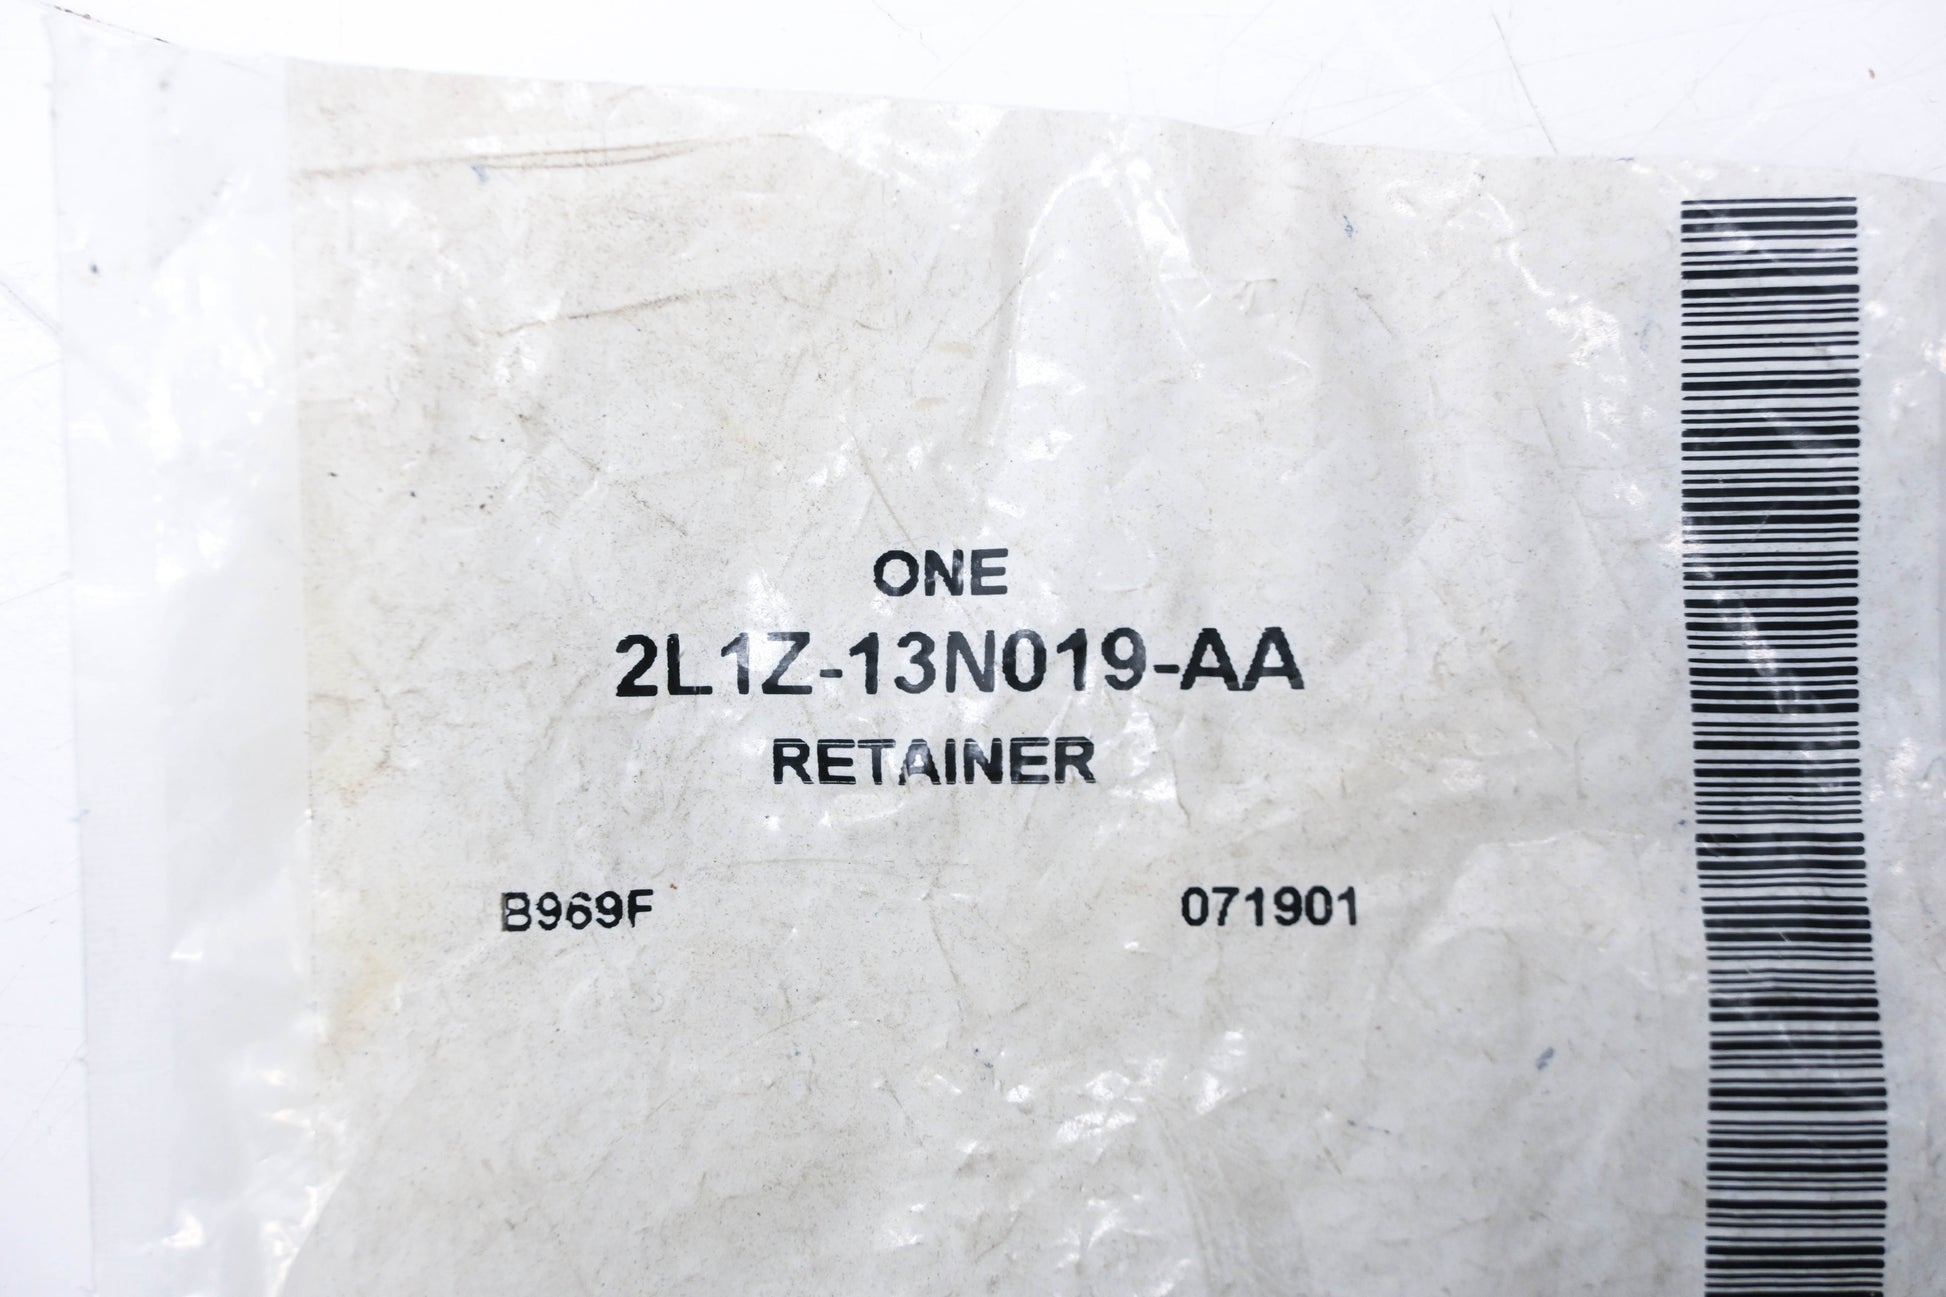 ONE
2L1Z-13N019-AA
RETAINER
B969F 071901